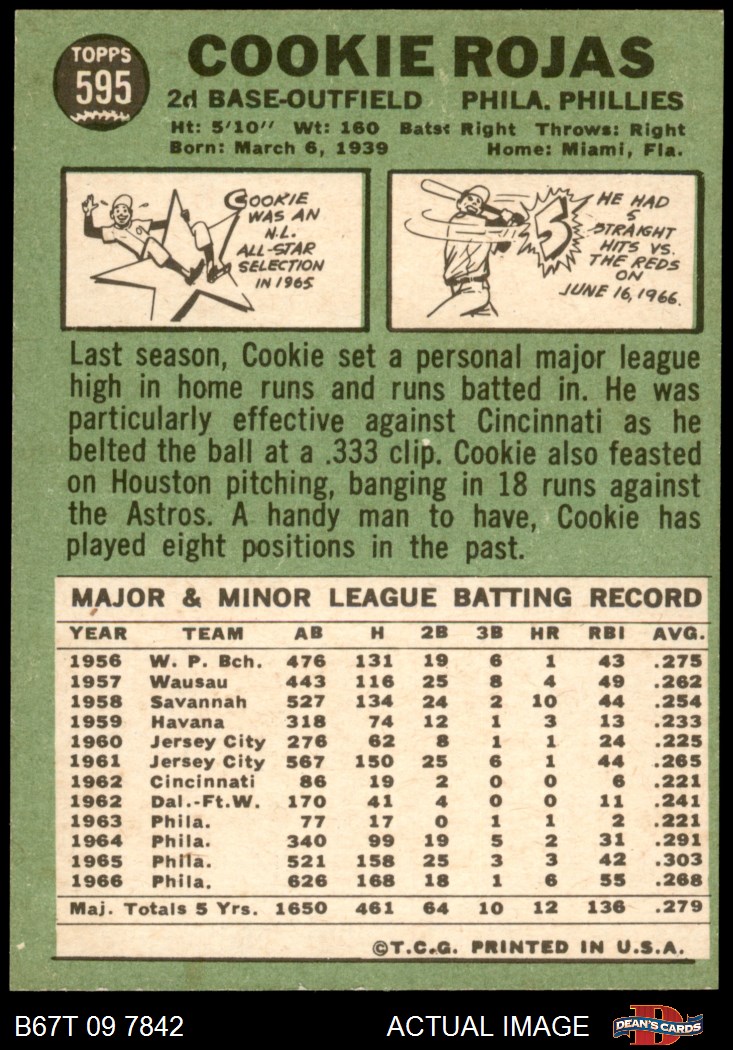 TOPPS
595
COOKIE ROJAS
2d BASE-OUTFIELD PHILA. PHILLIES
Ht: 5'10'' Wt: 160 Bats: Right Throws: Right
Born: March 6, 1939 Home: Miami, Fla.
COOKIE
WAS AN
N.L.
ALL-STAR
SELECTION
IN 1965
5
HE HAD
5
STRAIGHT
HITS VS.
THE REDS
ON
JUNE 16, 1966.
Last season, Cookie set a personal major league
high in home runs and runs batted in. He was
particularly effective against Cincinnati as he
belted the ball at a .333 clip. Cookie also feasted
on Houston pitching, banging in 18 runs against
the Astros. A handy man to have, Cookie has
played eight positions in the past.
MAJOR & MINOR LEAGUE BATTING RECORD
YEAR TEAM AB H 2B 3B HR RBI AVG.
1956 W. P. Bch. 476 131 19 6 1 43 .275
1957 Wausau 443 116 25 8 4 49 .262
1958 Savannah 527 134 24 2 10 44 .254
1959 Havana 318 74 12 1 3 13 .233
1960 Jersey City 276 62 8 1 1 24 .225
1961 Jersey City 567 150 25 6 1 44 .265
1962 Cincinnati 86 19 2 0 0 6 .221
1962 Dal.-Ft.W. 170 41 4 0 0 11 .241
1963 Phila. 77 17 0 1 1 2 .221
1964 Phila. 340 99 19 5 2 31 .291
1965 Phila. 521 158 25 3 3 42 .303
1966 Phila. 626 168 18 1 6 55 .268
Maj. Totals 5 Yrs. 1650 461 64 10 12 136 .279
©T.C.G. PRINTED IN U.S.A.
B67T 09 7842 ACTUAL IMAGE DEAN'S CARDS